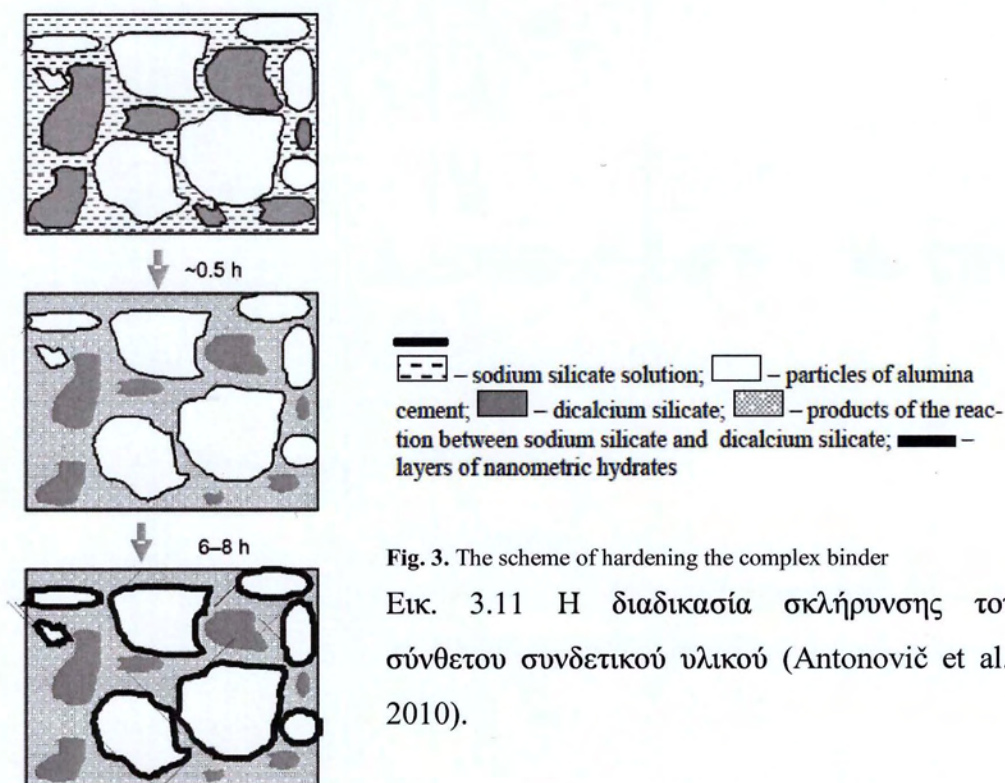 ~0.5 h
6–8 h
– sodium silicate solution; – particles of alumina
cement; – dicalcium silicate; – products of the reac-
tion between sodium silicate and dicalcium silicate; –
layers of nanometric hydrates
Fig. 3. The scheme of hardening the complex binder
Εικ. 3.11 Η διαδικασία σκλήρυνσης
σύνθετου συνδετικού υλικού (Antonovič et al.
2010).